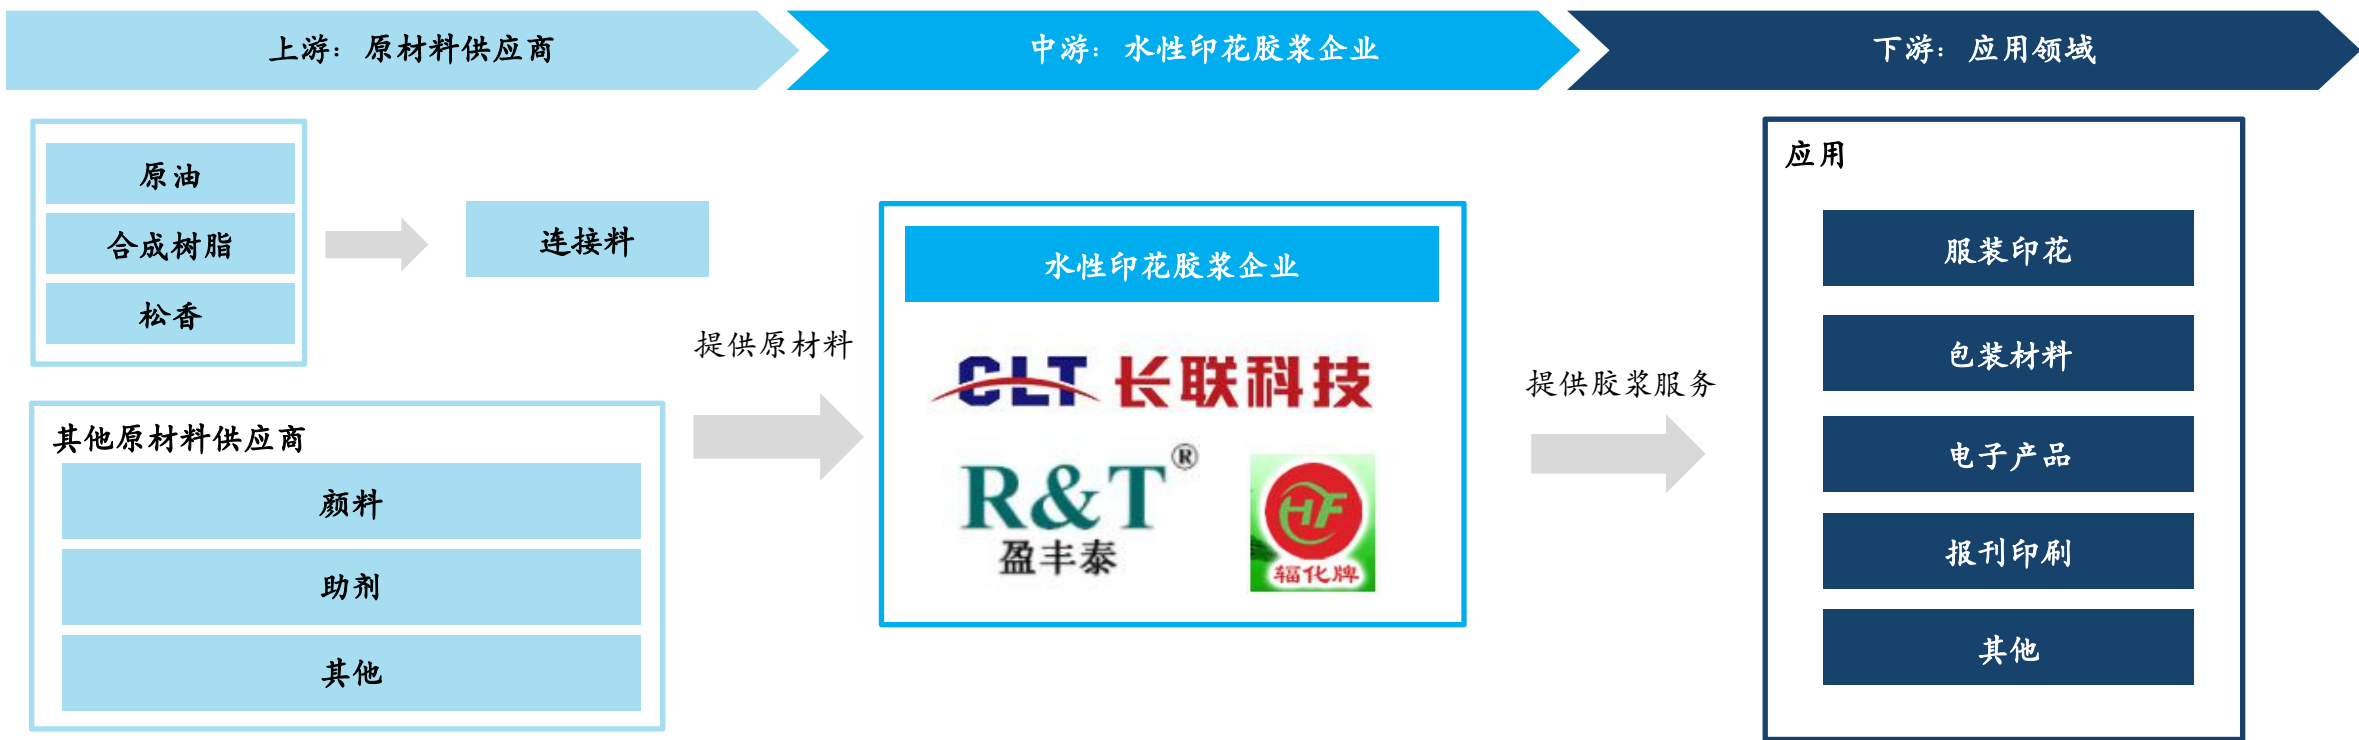 上游：原材料供应商
中游：水性印花胶浆企业
下游：应用领域
原油
合成树脂
松香
连接料
其他原材料供应商
颜料
助剂
其他
提供原材料
水性印花胶浆企业
CLT 长联科技
R&T®
盈丰泰
HF
辐化牌
提供胶浆服务
应用
服装印花
包装材料
电子产品
报刊印刷
其他